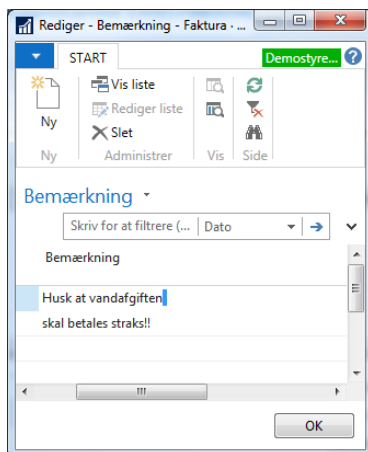 Rediger - Bemærkning - Faktura · ...
START
Demostyre...
Ny
Vis liste
Rediger liste
Slet
Ny
Administrer
Vis
Side
Bemærkning
Skriv for at filtrere (... Dato
Bemærkning
Husk at vandafgiften
skal betales straks!!
OK